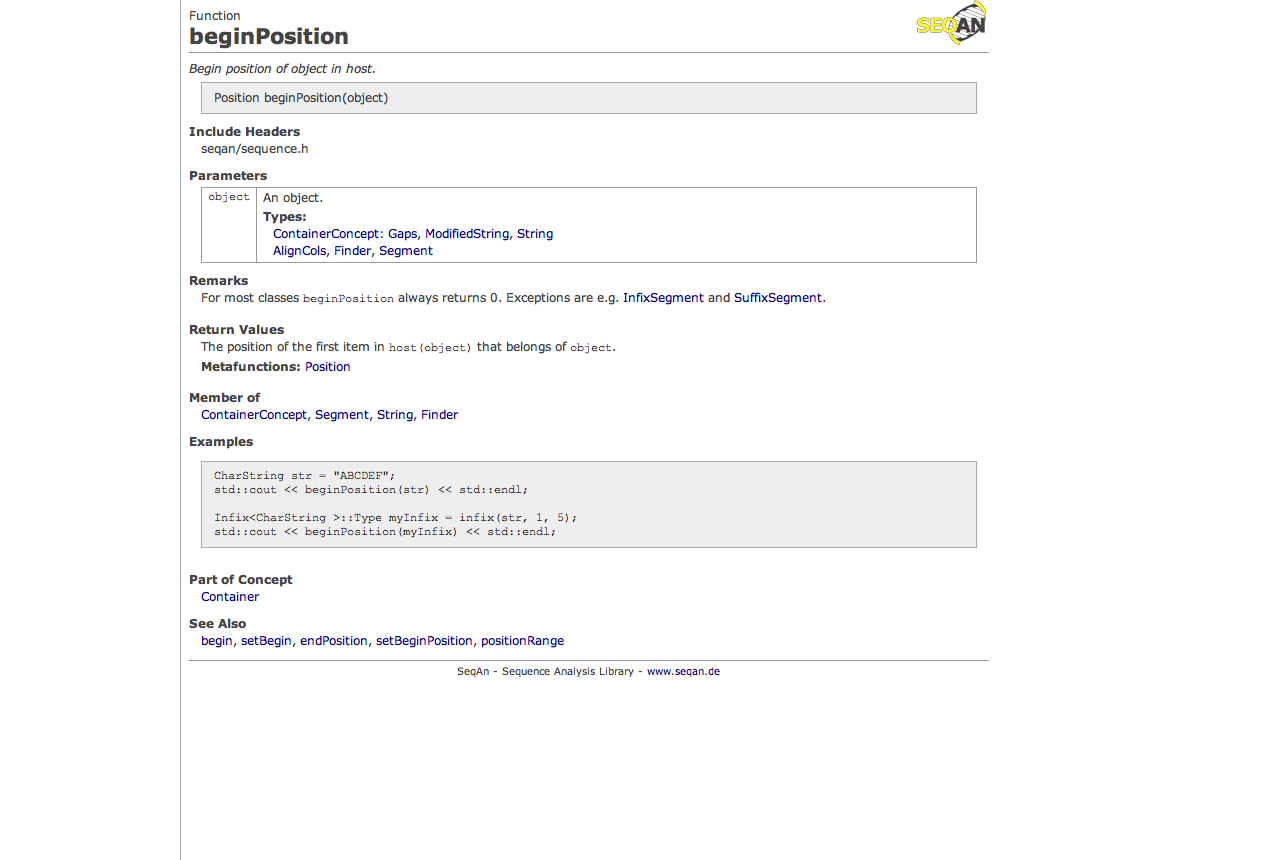 Function
beginPosition
SEQAN
Begin position of object in host.
Position beginPosition(object)
Include Headers
seqan/sequence.h
Parameters
object
An object.
Types:
ContainerConcept: Gaps, ModifiedString, String
AlignCols, Finder, Segment
Remarks
For most classes beginPosition always returns 0. Exceptions are e.g. InfixSegment and SuffixSegment.
Return Values
The position of the first item in host(object) that belongs of object.
Metafunctions: Position
Member of
ContainerConcept, Segment, String, Finder
Examples
CharString str = "ABCDEF";
std::cout << beginPosition(str) << std::endl;
Infix<CharString >::Type myInfix = infix(str, 1, 5);
std::cout << beginPosition(myInfix) << std::endl;
Part of Concept
Container
See Also
begin, setBegin, endPosition, setBeginPosition, positionRange
SeqAn - Sequence Analysis Library - www.seqan.de